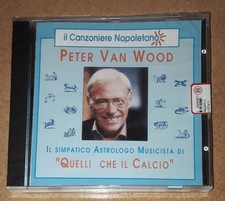 il Canzoniere Napoletano
PETER VAN WOOD
IL SIMPATICO ASTROLOGO MUSICISTA DI
"QUELLI CHE IL CALCIO"